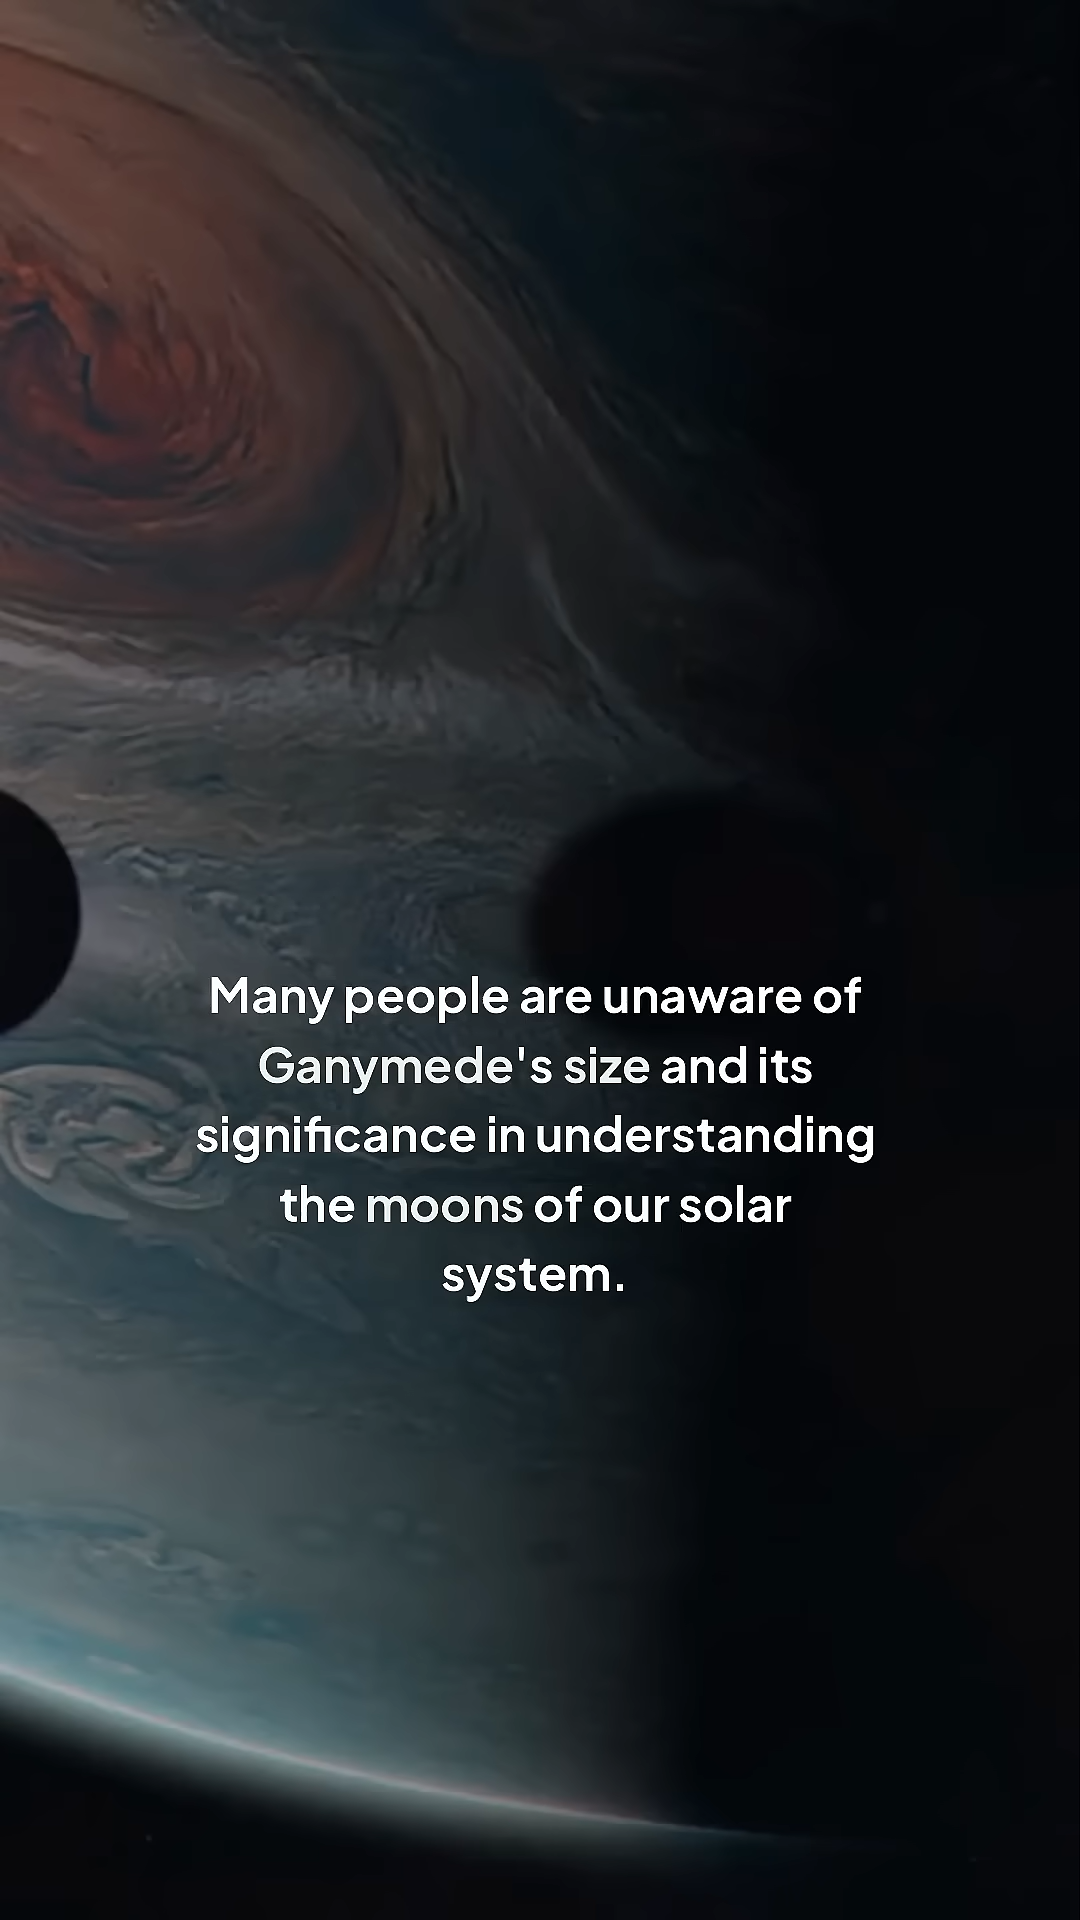 Many people are unaware of
Ganymede's size and its
significance in understanding
the moons of our solar
system.